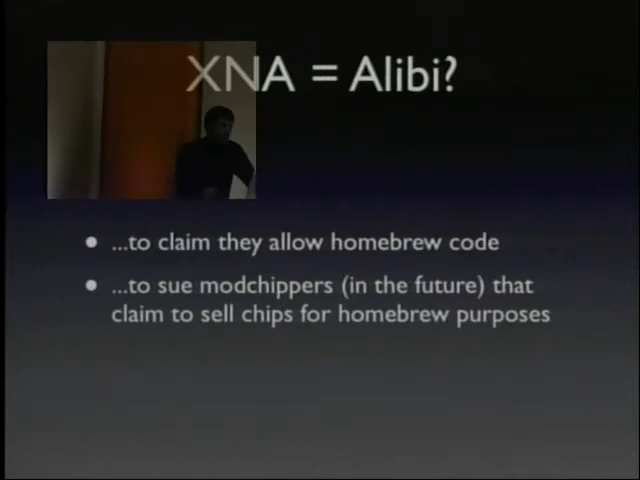 XNA = Alibi?
...to claim they allow homebrew code
...to sue modchippers (in the future) that
claim to sell chips for homebrew purposes